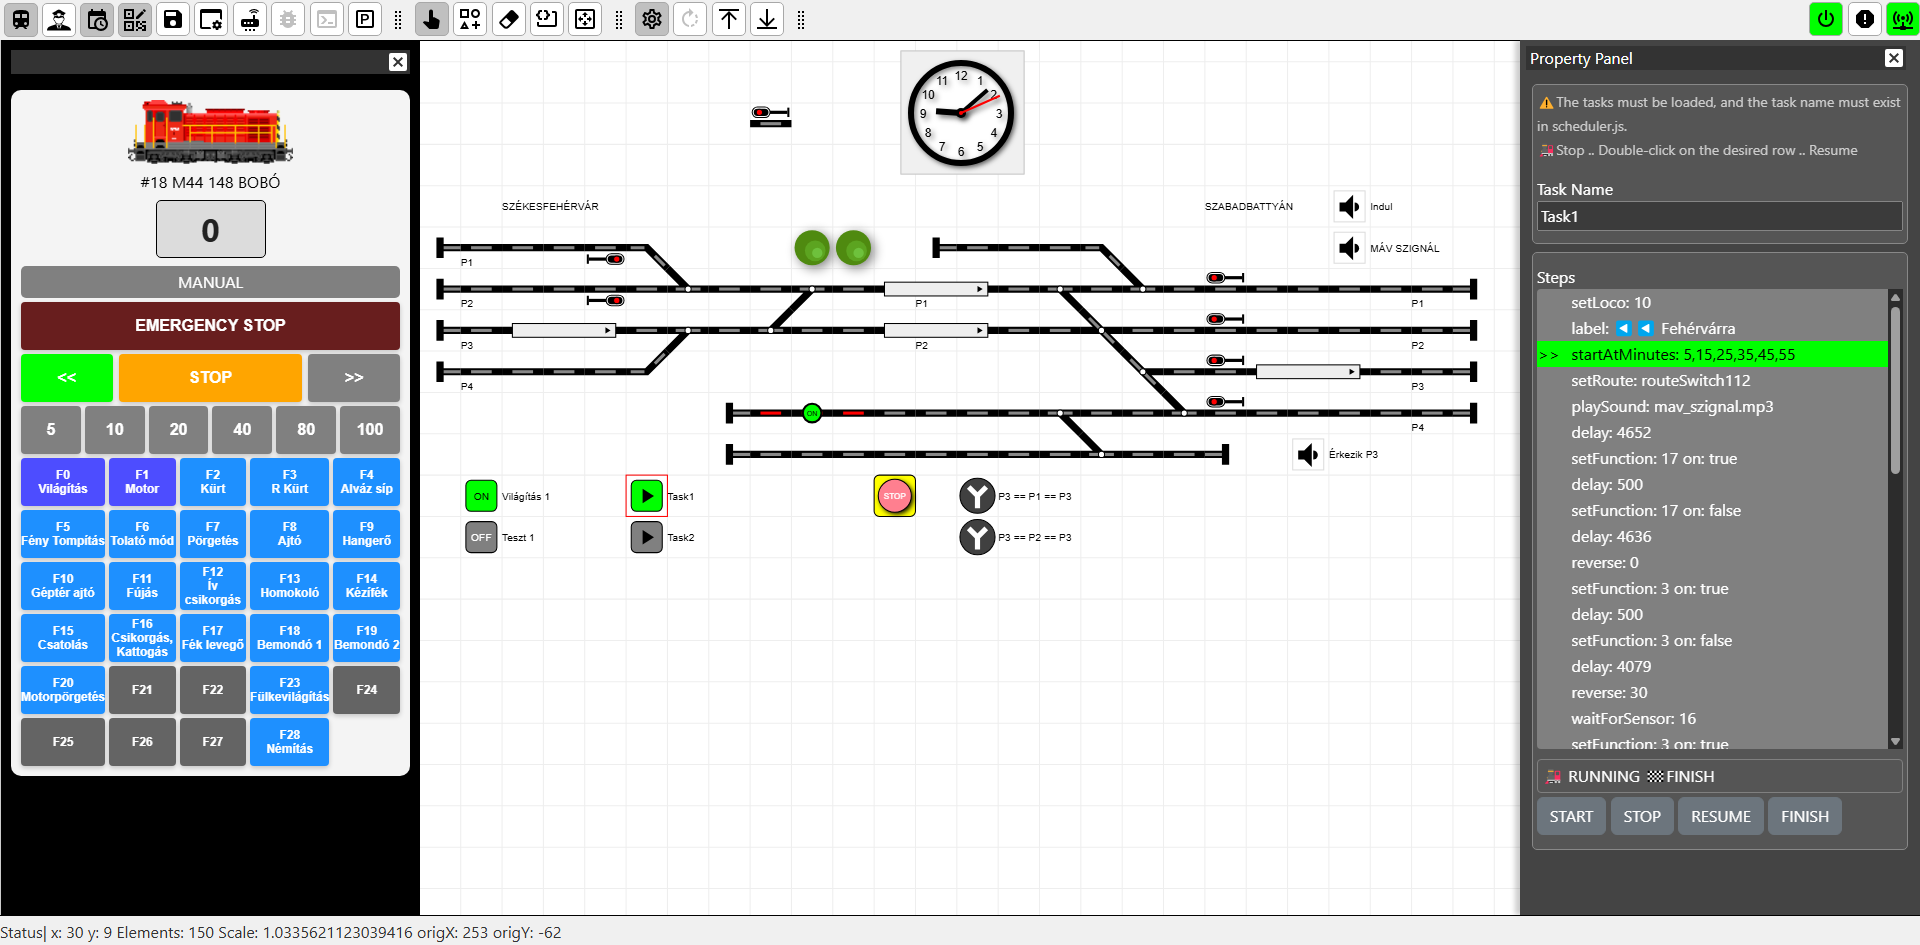 P
Property Panel
⚠️The tasks must be loaded, and the task name must exist
in scheduler.js.
🚂Stop .. Double-click on the desired row .. Resume
Task Name
Task1
Steps
setLoco: 10
label: ◀️ ◀️ Fehérvárra
>> startAtMinutes: 5,15,25,35,45,55
setRoute: routeSwitch112
playSound: mav_szignal.mp3
delay: 4652
setFunction: 17 on: true
delay: 500
setFunction: 17 on: false
delay: 4636
reverse: 0
setFunction: 3 on: true
delay: 500
setFunction: 3 on: false
delay: 4079
reverse: 30
waitForSensor: 16
setFunction: 3 on: true
🚂 RUNNING 🏁FINISH
START STOP RESUME FINISH
#18 M44 148 BOBÓ
0
MANUAL
EMERGENCY STOP
<< STOP >>
5 10 20 40 80 100
F0 Világítás
F1 Motor
F2 Kürt
F3 R Kürt
F4 Alváz síp
F5 Fény Tompítás
F6 Tolató mód
F7 Pörgetés
F8 Ajtó
F9 Hangerő
F10 Géptér ajtó
F11 Fújás
F12 Ív csikorgás
F13 Homokoló
F14 Kézifék
F15 Csatolás
F16 Csikorgás, Kattogás
F17 Fék levegő
F18 Bemondó 1
F19 Bemondó 2
F20 Motorpörgetés
F21
F22
F23 Fülkevilágítás
F24
F25
F26
F27
F28 Némítás
12 1 2 3 4 5 6 7 8 9 10 11
SZÉKESFEHÉRVÁR
SZABADBATTYÁN
Indul
MÁV SZIGNÁL
P1
P2
P3
P4
P1
P2
P1
P2
P3
P4
ON
Érkezik P3
ON Világítás 1
Task1
STOP
P3 == P1 == P3
OFF Teszt 1
Task2
P3 == P2 == P3
Status| x: 30 y: 9 Elements: 150 Scale: 1.0335621123039416 origX: 253 origY: -62